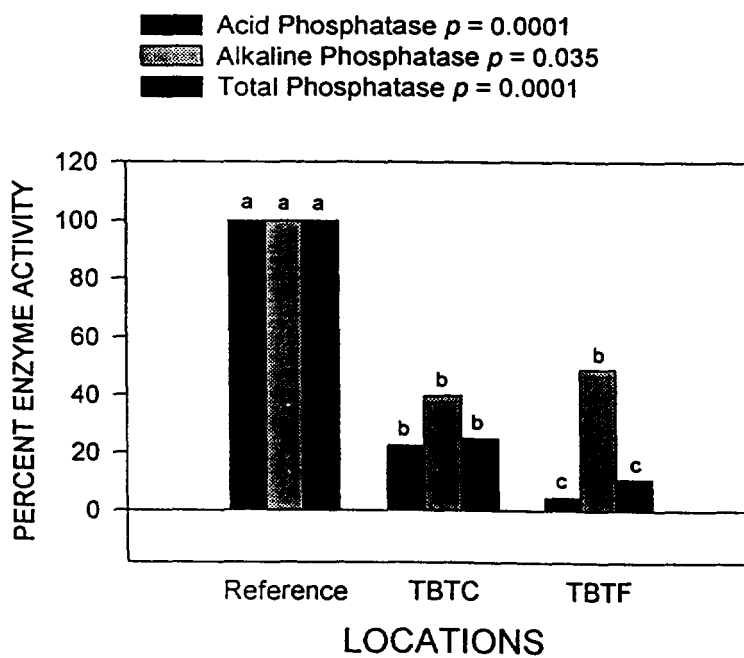 Acid Phosphatase p = 0.0001
Alkaline Phosphatase p = 0.035
Total Phosphatase p = 0.0001
PERCENT ENZYME ACTIVITY
120
100
80
60
40
20
0
a a a
b b b
c b c
Reference TBTC TBTF
LOCATIONS